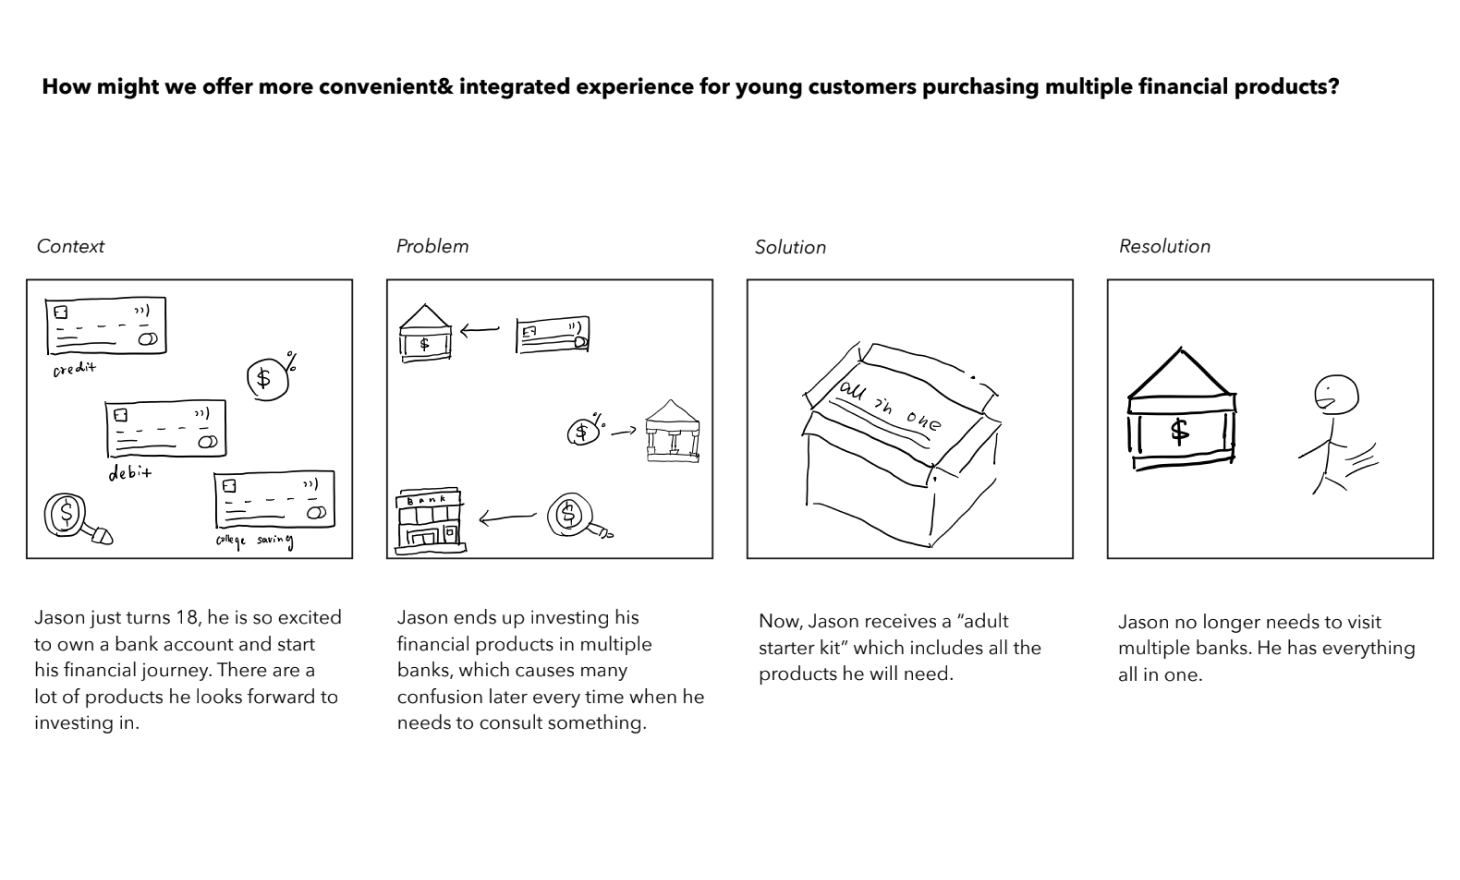 How might we offer more convenient& integrated experience for young customers purchasing multiple financial products?
Context
credit
$
%
debit
$
college saving
Jason just turns 18, he is so excited
to own a bank account and start
his financial journey. There are a
lot of products he looks forward to
investing in.
Problem
$
$
%
Bank
$
Jason ends up investing his
financial products in multiple
banks, which causes many
confusion later every time when he
needs to consult something.
Solution
all in one
Now, Jason receives a “adult
starter kit” which includes all the
products he will need.
Resolution
$
Jason no longer needs to visit
multiple banks. He has everything
all in one.